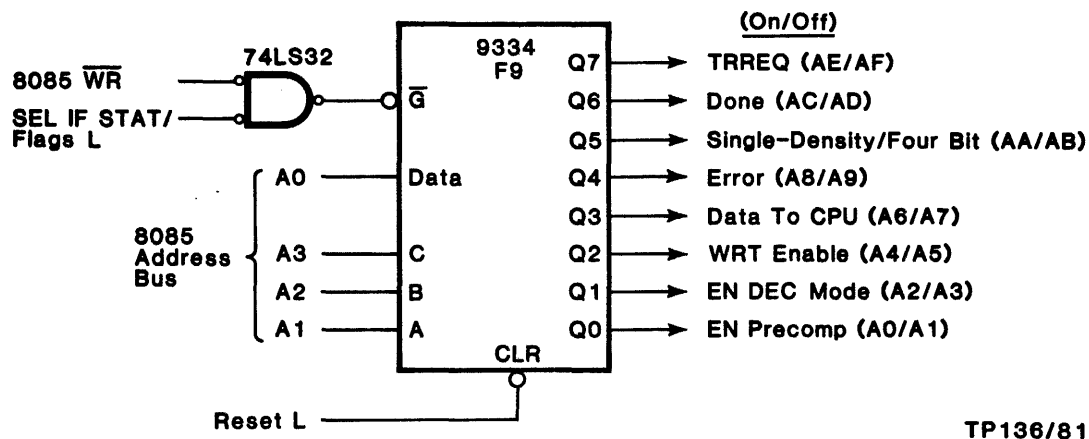 (On/Off)
74LS32
9334
F9
8085 WR
SEL IF STAT/
Flags L
G
Data
C
B
A
CLR
A0
A3
A2
A1
8085
Address
Bus
Reset L
Q7 TRREQ (AE/AF)
Q6 Done (AC/AD)
Q5 Single-Density/Four Bit (AA/AB)
Q4 Error (A8/A9)
Q3 Data To CPU (A6/A7)
Q2 WRT Enable (A4/A5)
Q1 EN DEC Mode (A2/A3)
Q0 EN Precomp (A0/A1)
TP136/81